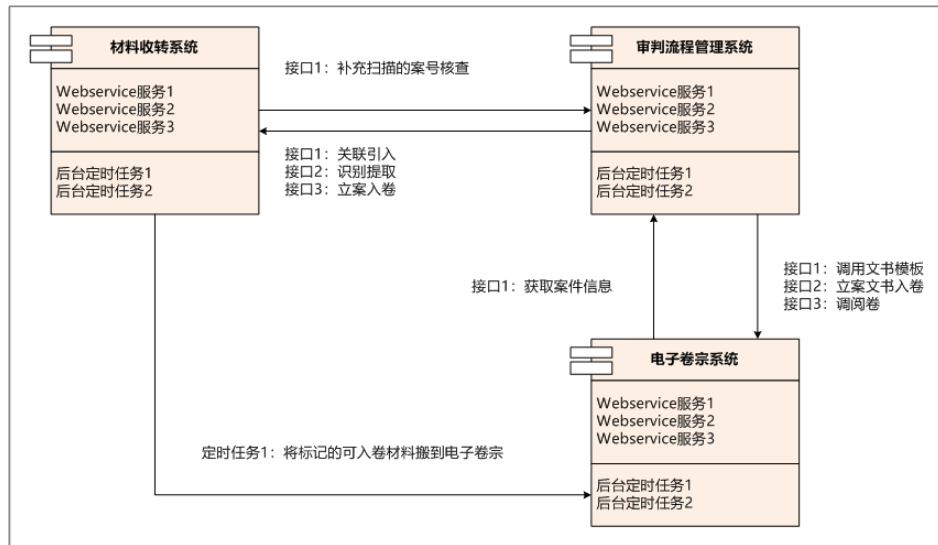 材料收转系统
Webservice服务1
Webservice服务2
Webservice服务3
后台定时任务1
后台定时任务2
接口1：补充扫描的案号核查
接口1：关联引入
接口2：识别提取
接口3：立案入卷
审判流程管理系统
Webservice服务1
Webservice服务2
Webservice服务3
后台定时任务1
后台定时任务2
接口1：获取案件信息
接口1：调用文书模板
接口2：立案文书入卷
接口3：调阅卷
电子卷宗系统
Webservice服务1
Webservice服务2
Webservice服务3
后台定时任务1
后台定时任务2
定时任务1：将标记的可入卷材料搬到电子卷宗